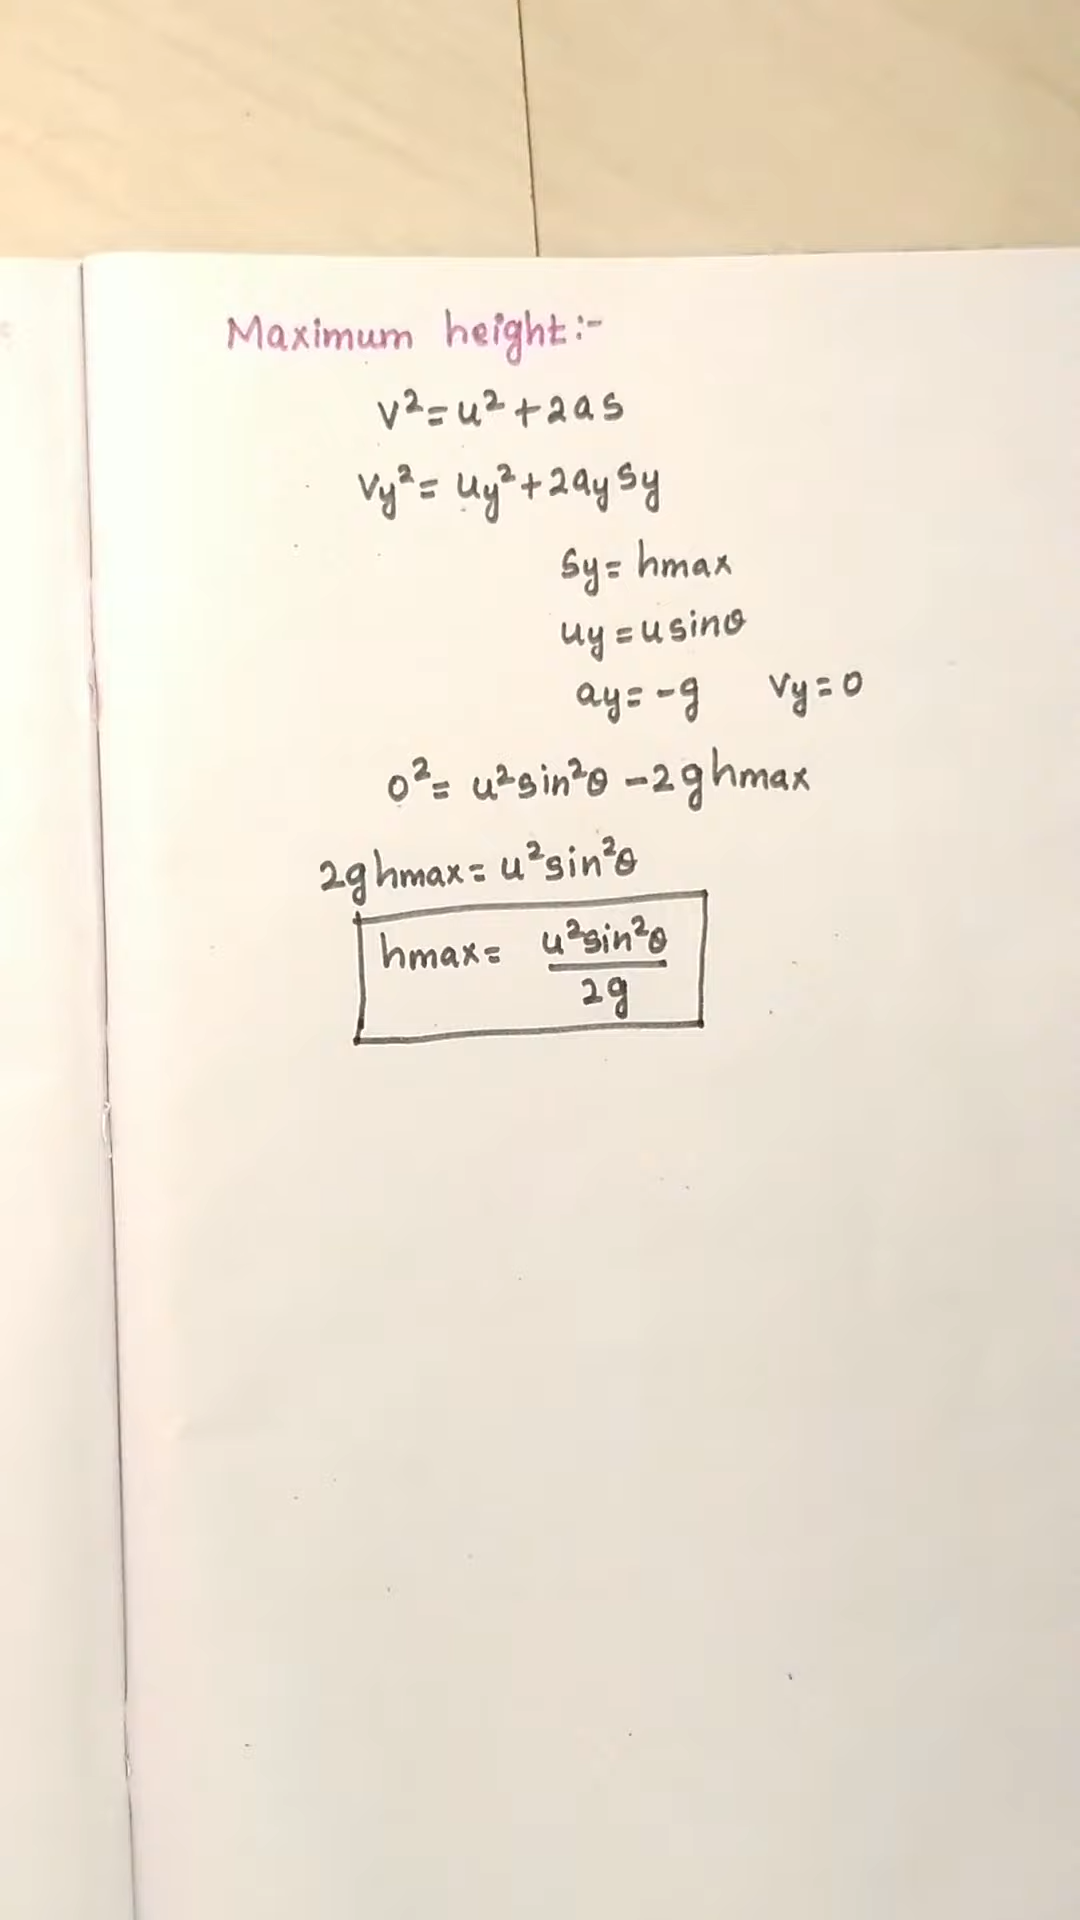 Maximum height:-
v²=u²+2as
Vy²= uy²+2ay Sy
Sy= hmax
uy=usinθ
ay= -g Vy=0
0²= u²sin²θ -2ghmax
2ghmax= u²sin²θ
hmax= u²sin²θ/2g